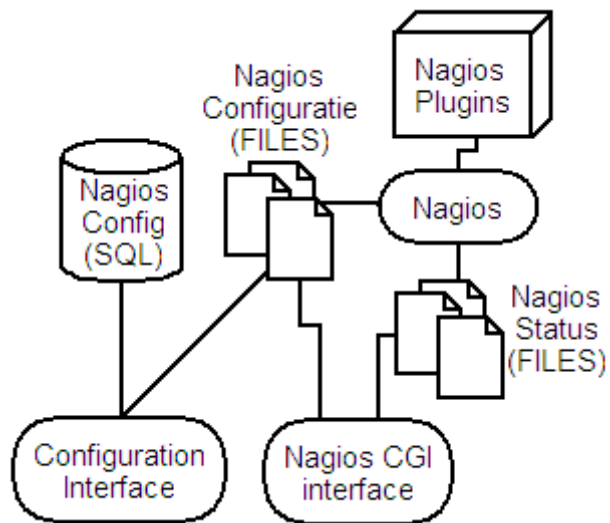 Nagios
Configuratie
(FILES)
Nagios
Plugins
Nagios
Config
(SQL)
Nagios
Nagios
Status
(FILES)
Configuration
Interface
Nagios CGI
interface